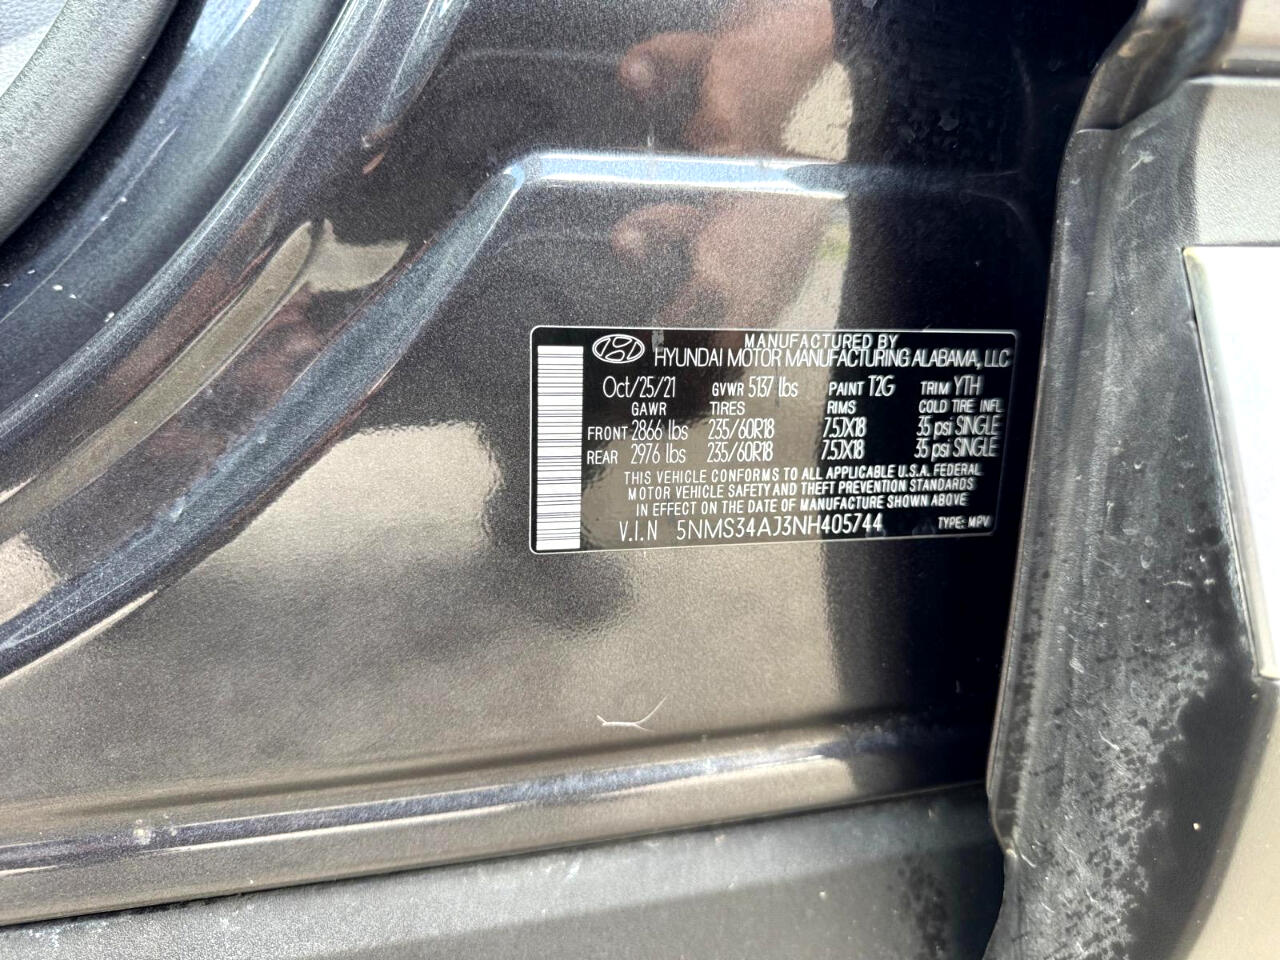 MANUFACTURED BY
HYUNDAI MOTOR MANUFACTURING ALABAMA, LLC
Oct/25/21 GVWR 5137 lbs PAINT T2G TRIM YTH
GAWR TIRES RIMS COLD TIRE INFL
FRONT 2866 lbs 235/60R18 7.5JX18 35 psi SINGLE
REAR 2976 lbs 235/60R18 7.5JX18 35 psi SINGLE
THIS VEHICLE CONFORMS TO ALL APPLICABLE U.S.A. FEDERAL
MOTOR VEHICLE SAFETY AND THEFT PREVENTION STANDARDS
IN EFFECT ON THE DATE OF MANUFACTURE SHOWN ABOVE
V.I.N 5NMS34AJ3NH405744 TYPE: MPV